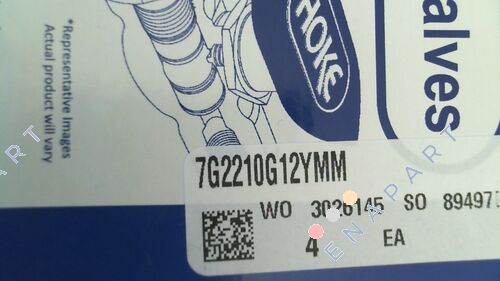 *Representative Images
Actual product will vary
HOKE
Valves
7G2210G12YMM
WO 3026145 SO 89497
4 EA
ENAPART